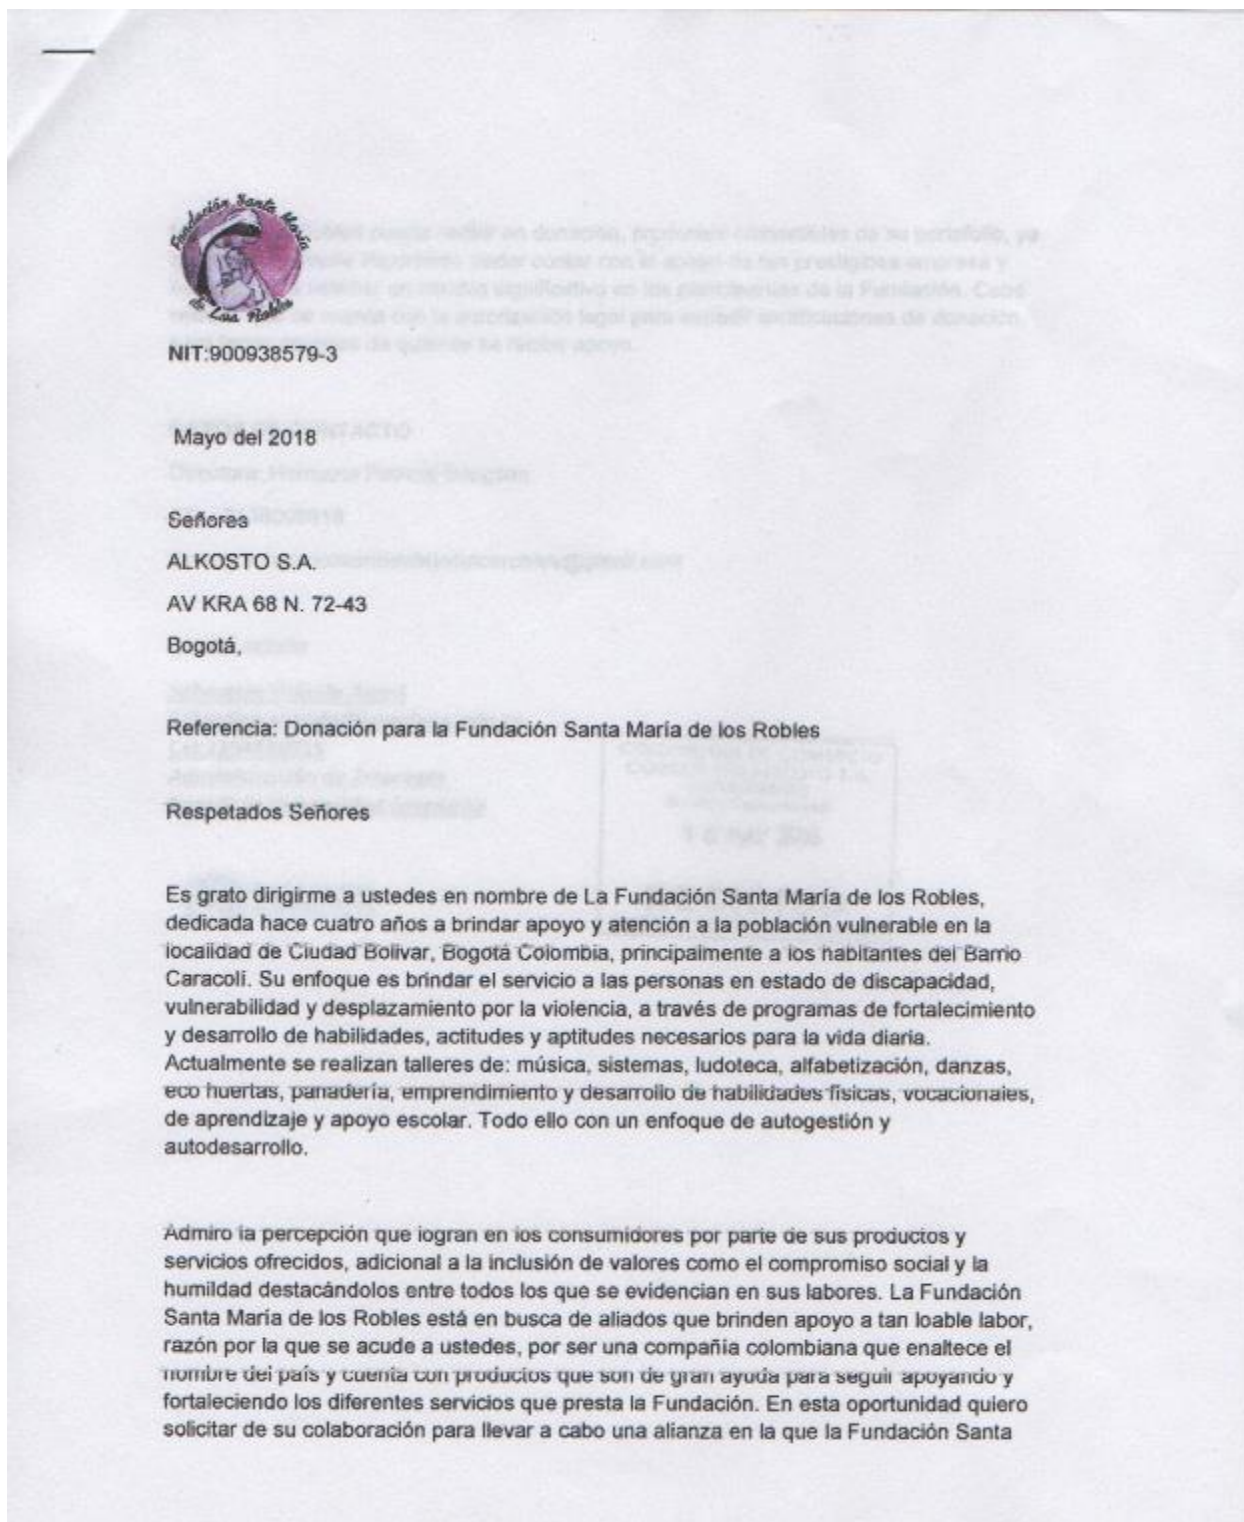 Fundación Santa María
de Los Robles
NIT:900938579-3
Mayo del 2018
Señores
ALKOSTO S.A.
AV KRA 68 N. 72-43
Bogotá,
Referencia: Donación para la Fundación Santa María de los Robles
Respetados Señores
Es grato dirigirme a ustedes en nombre de La Fundación Santa María de los Robles,
dedicada hace cuatro años a brindar apoyo y atención a la población vulnerable en la
localidad de Ciudad Bolívar, Bogotá Colombia, principalmente a los habitantes del Barrio
Caracolí. Su enfoque es brindar el servicio a las personas en estado de discapacidad,
vulnerabilidad y desplazamiento por la violencia, a través de programas de fortalecimiento
y desarrollo de habilidades, actitudes y aptitudes necesarios para la vida diaria.
Actualmente se realizan talleres de: música, sistemas, ludoteca, alfabetización, danzas,
eco huertas, panadería, emprendimiento y desarrollo de habilidades físicas, vocacionales,
de aprendizaje y apoyo escolar. Todo ello con un enfoque de autogestión y
autodesarrollo.
Admiro la percepción que logran en los consumidores por parte de sus productos y
servicios ofrecidos, adicional a la inclusión de valores como el compromiso social y la
humildad destacándolos entre todos los que se evidencian en sus labores. La Fundación
Santa María de los Robles está en busca de aliados que brinden apoyo a tan loable labor,
razón por la que se acude a ustedes, por ser una compañía colombiana que enaltece el
nombre del país y cuenta con productos que son de gran ayuda para seguir apoyando y
fortaleciendo los diferentes servicios que presta la Fundación. En esta oportunidad quiero
solicitar de su colaboración para llevar a cabo una alianza en la que la Fundación Santa